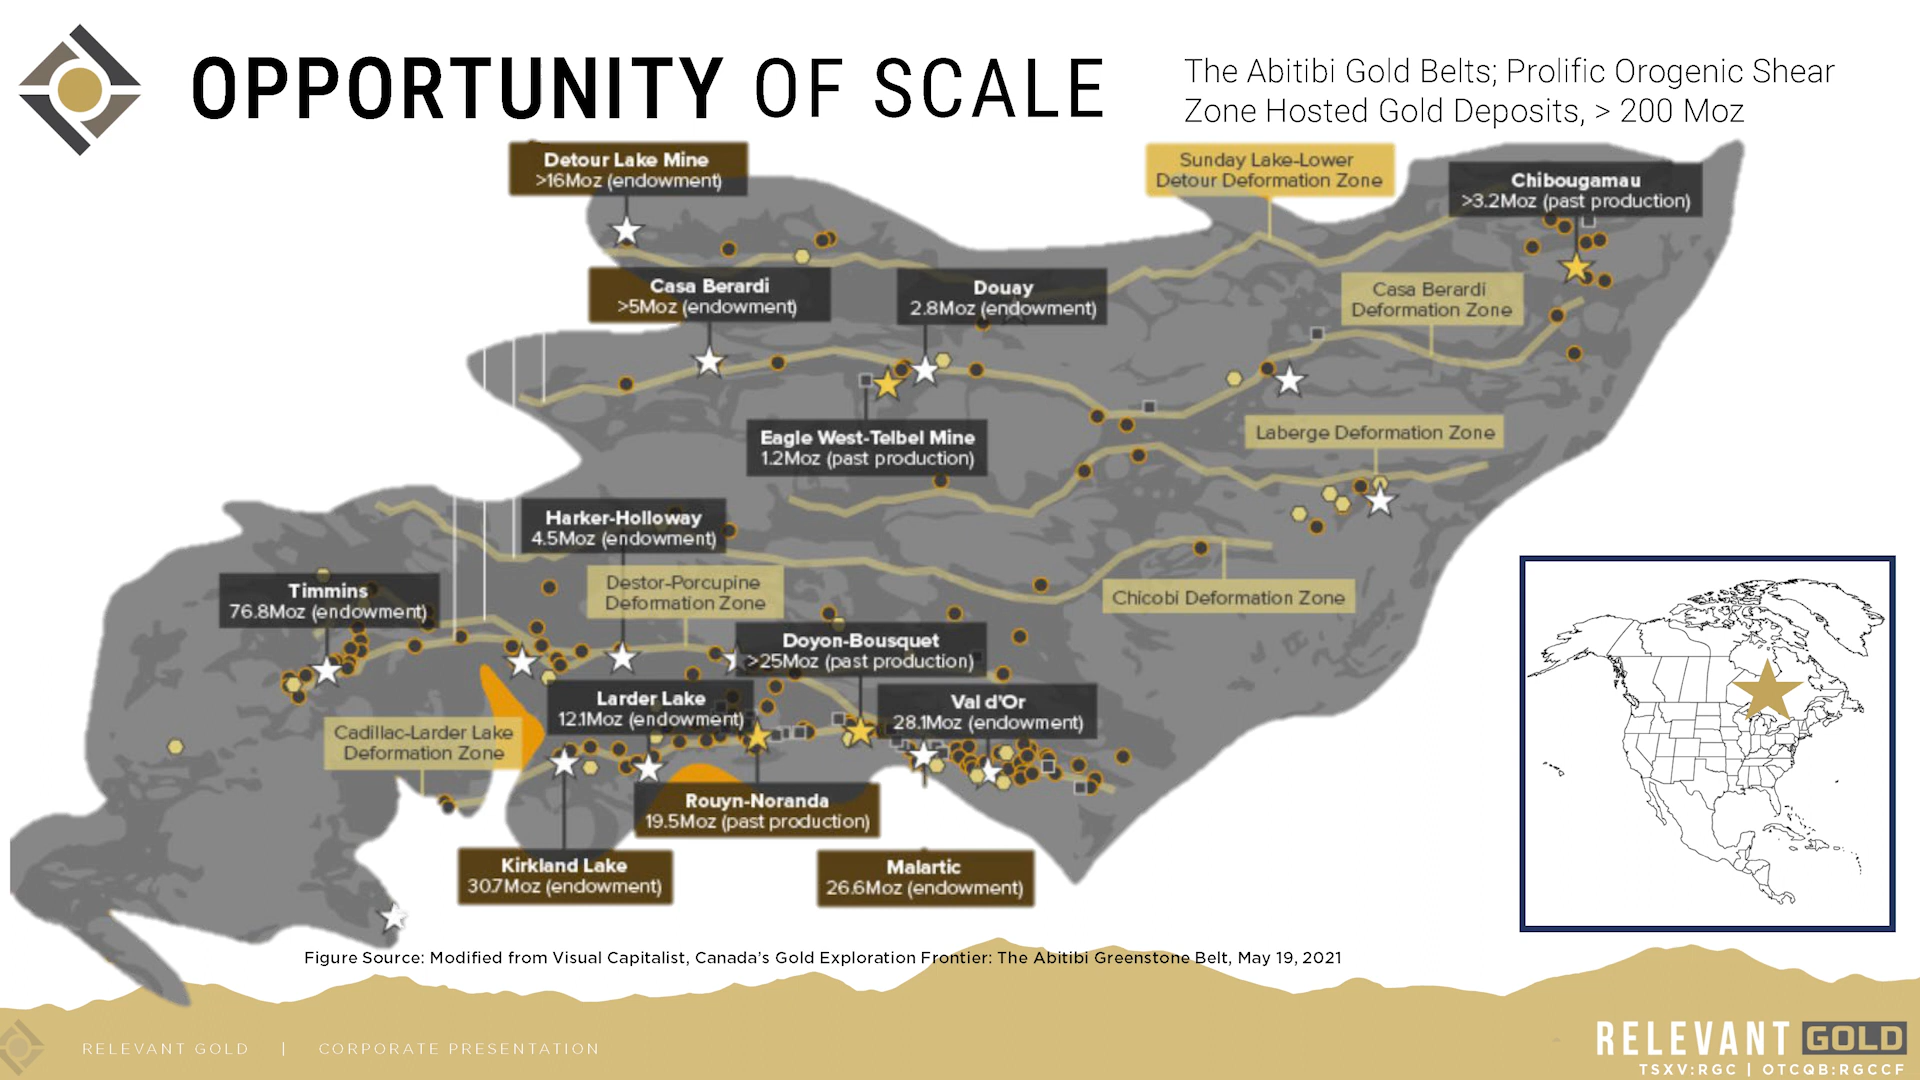 OPPORTUNITY OF SCALE
The Abitibi Gold Belts; Prolific Orogenic Shear
Zone Hosted Gold Deposits, > 200 Moz
Detour Lake Mine
>16Moz (endowment)
Sunday Lake-Lower
Detour Deformation Zone
Chibougamau
>3.2Moz (past production)
Casa Berardi
>5Moz (endowment)
Douay
2.8Moz (endowment)
Casa Berardi
Deformation Zone
Eagle West-Telbel Mine
1.2Moz (past production)
Laberge Deformation Zone
Harker-Holloway
4.5Moz (endowment)
Timmins
76.8Moz (endowment)
Destor-Porcupine
Deformation Zone
Chicobi Deformation Zone
Doyon-Bousquet
>25Moz (past production)
Larder Lake
12.1Moz (endowment)
Val d'Or
28.1Moz (endowment)
Cadillac-Larder Lake
Deformation Zone
Rouyn-Noranda
19.5Moz (past production)
Kirkland Lake
30.7Moz (endowment)
Malartic
26.6Moz (endowment)
Figure Source: Modified from Visual Capitalist, Canada's Gold Exploration Frontier: The Abitibi Greenstone Belt, May 19, 2021
RELEVANT GOLD | CORPORATE PRESENTATION
RELEVANT GOLD
TSXV:RGC | OTCQB:RGCCF